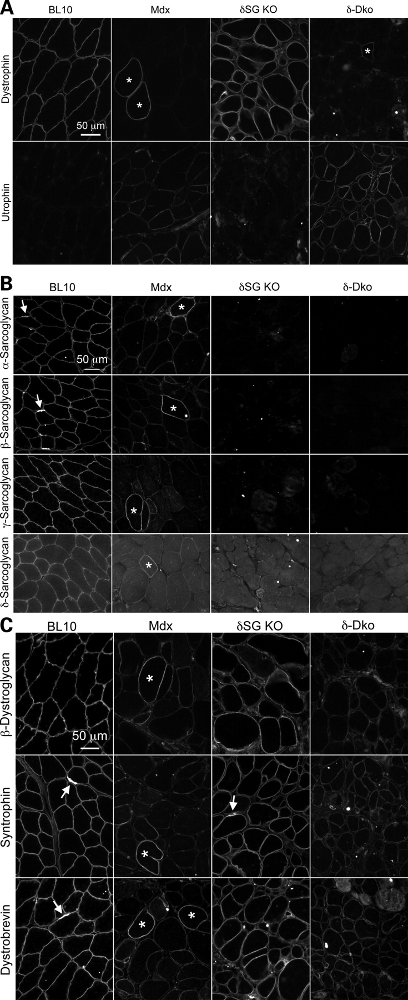 A
BL10 Mdx δSG KO δ-Dko
Dystrophin
* * *
50 µm
Utrophin
B
BL10 Mdx δSG KO δ-Dko
α-Sarcoglycan
*
50 µm
β-Sarcoglycan
*
γ-Sarcoglycan
*
δ-Sarcoglycan
*
C
BL10 Mdx δSG KO δ-Dko
β-Dystroglycan
*
50 µm
Syntrophin
*
Dystrobrevin
* *